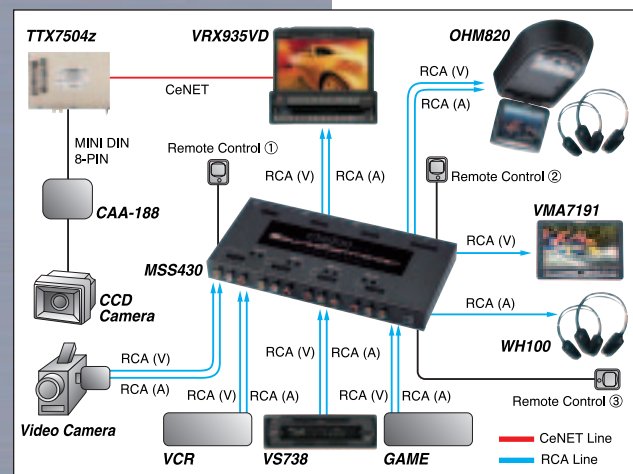 TTX7504z
VRX935VD
OHM820
CeNET
RCA (V)
RCA (A)
MINI DIN
8-PIN
Remote Control ①
RCA (V)
RCA (A)
Remote Control ②
CAA-188
RCA (V)
VMA7191
MSS430
CCD
Camera
RCA (A)
WH100
RCA (V)
RCA (A)
RCA (V)
RCA (A)
RCA (V)
RCA (A)
RCA (V)
RCA (A)
Remote Control ③
Video Camera
VCR
VS738
GAME
CeNET Line
RCA Line